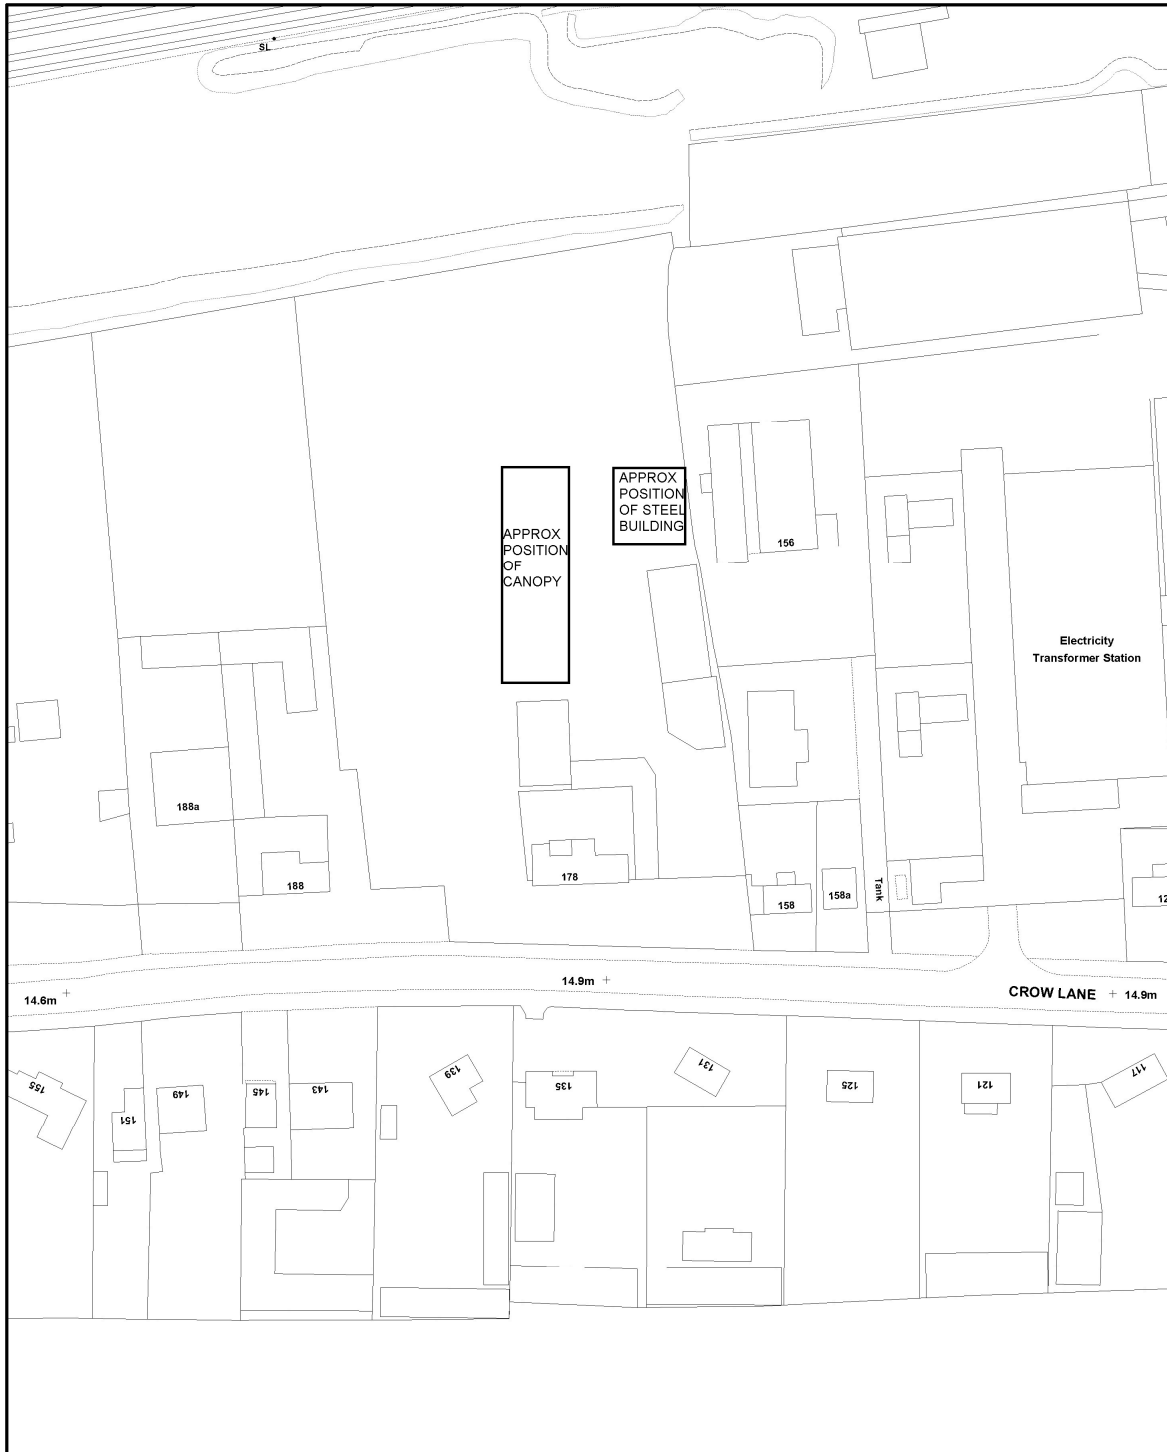 SL
APPROX
POSITION
OF STEEL
BUILDING
APPROX
POSITION
OF
CANOPY
156
Electricity
Transformer Station
188a
188
178
158
158a
Tank
12
14.6m
14.9m
CROW LANE
14.9m
155
151
149
145
143
139
135
131
125
121
117